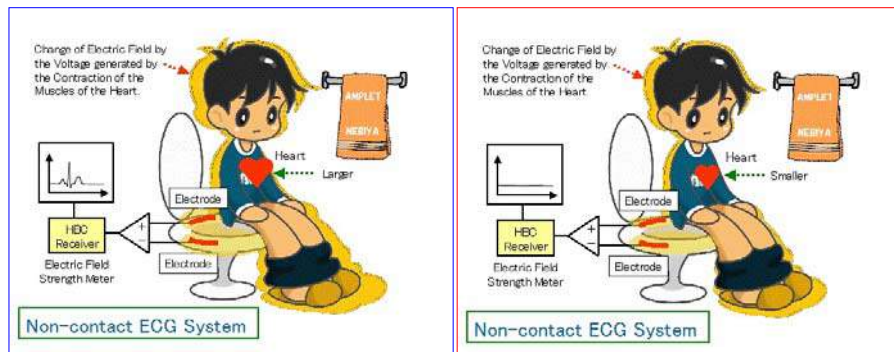 Change of Electric Field by
the Voltage generated by
the Contraction of the
Muscles of the Heart.
AMPLET
NEBIYA
Heart
Larger
Electrode
+
−
HBC
Receiver
Electrode
Electric Field
Strength Meter
Non-contact ECG System
Change of Electric Field by
the Voltage generated by
the Contraction of the
Muscles of the Heart.
AMPLET
NEBIYA
Heart
Smaller
Electrode
+
−
HBC
Receiver
Electrode
Electric Field
Strength Meter
Non-contact ECG System